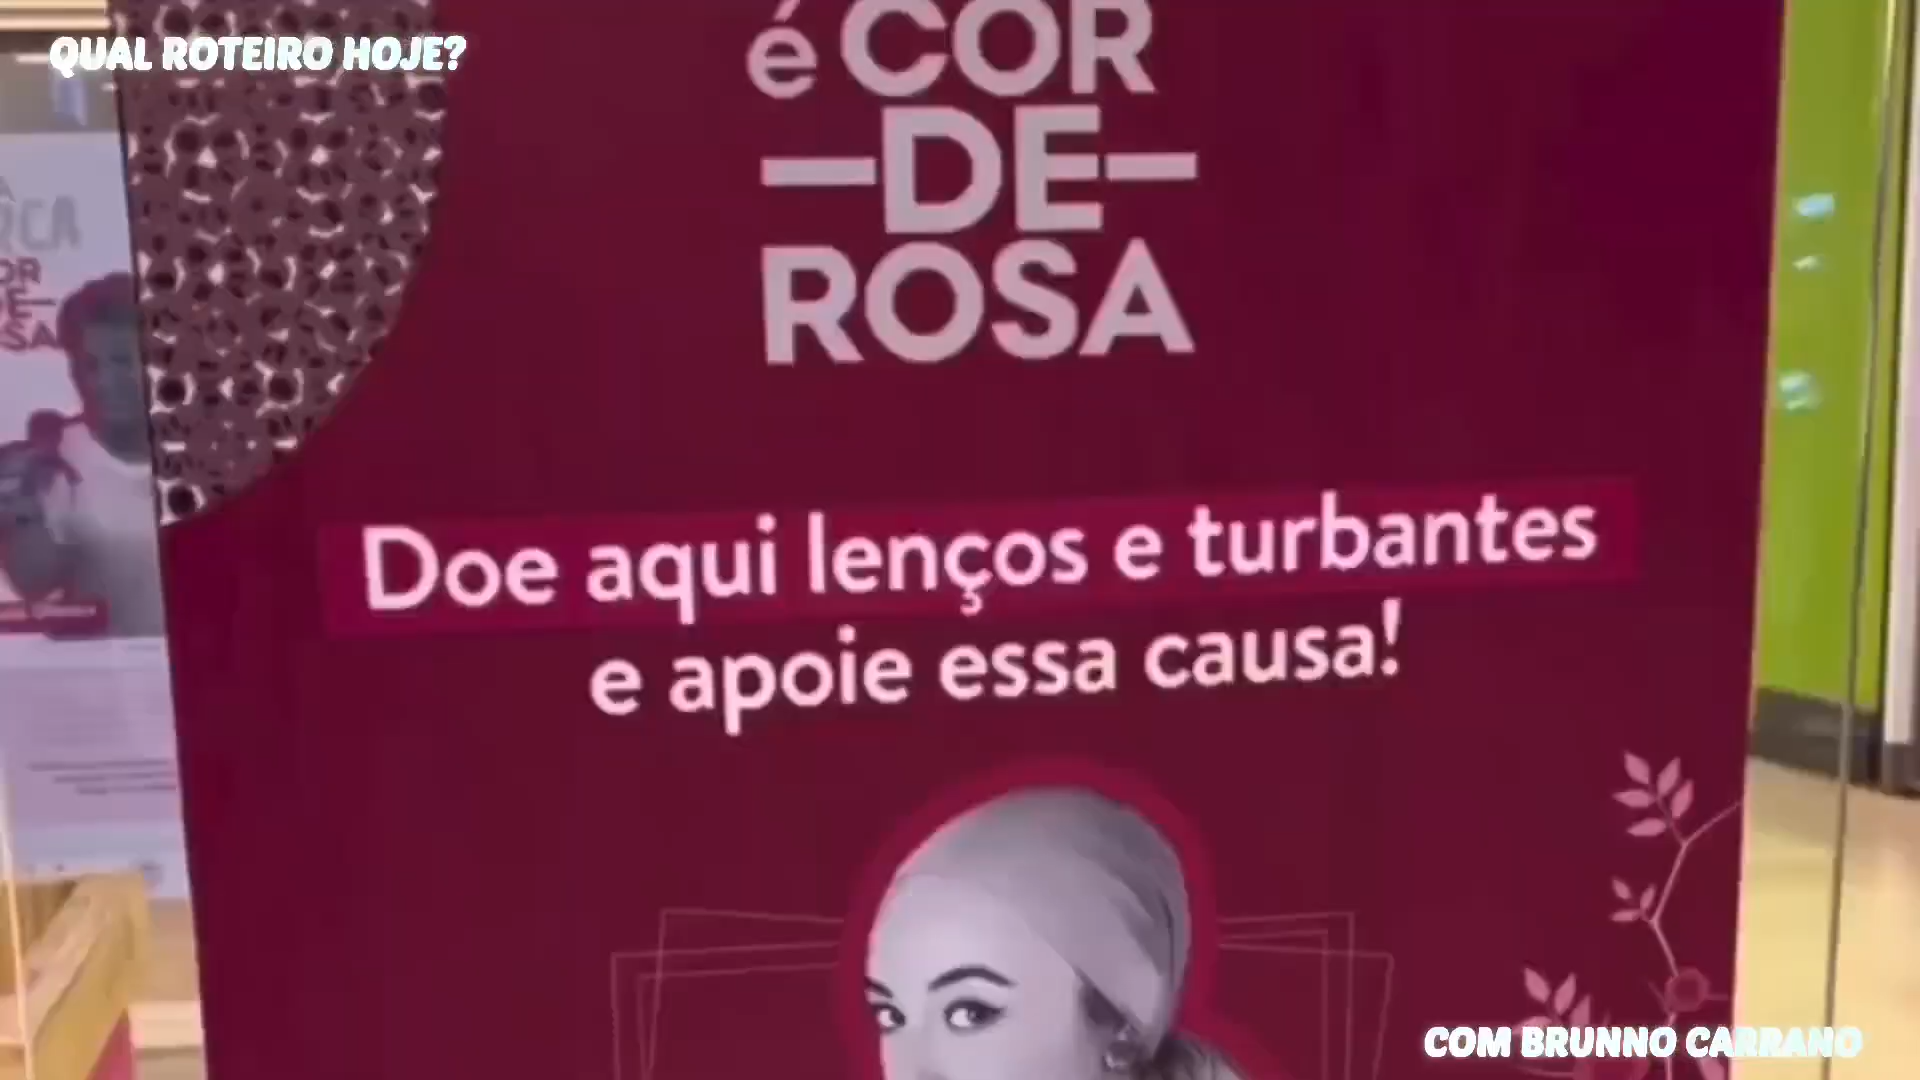 QUAL ROTEIRO HOJE?
é COR
DE
ROSA
Doe aqui lenços e turbantes
e apoie essa causa!
COM BRUNNO CARRANO